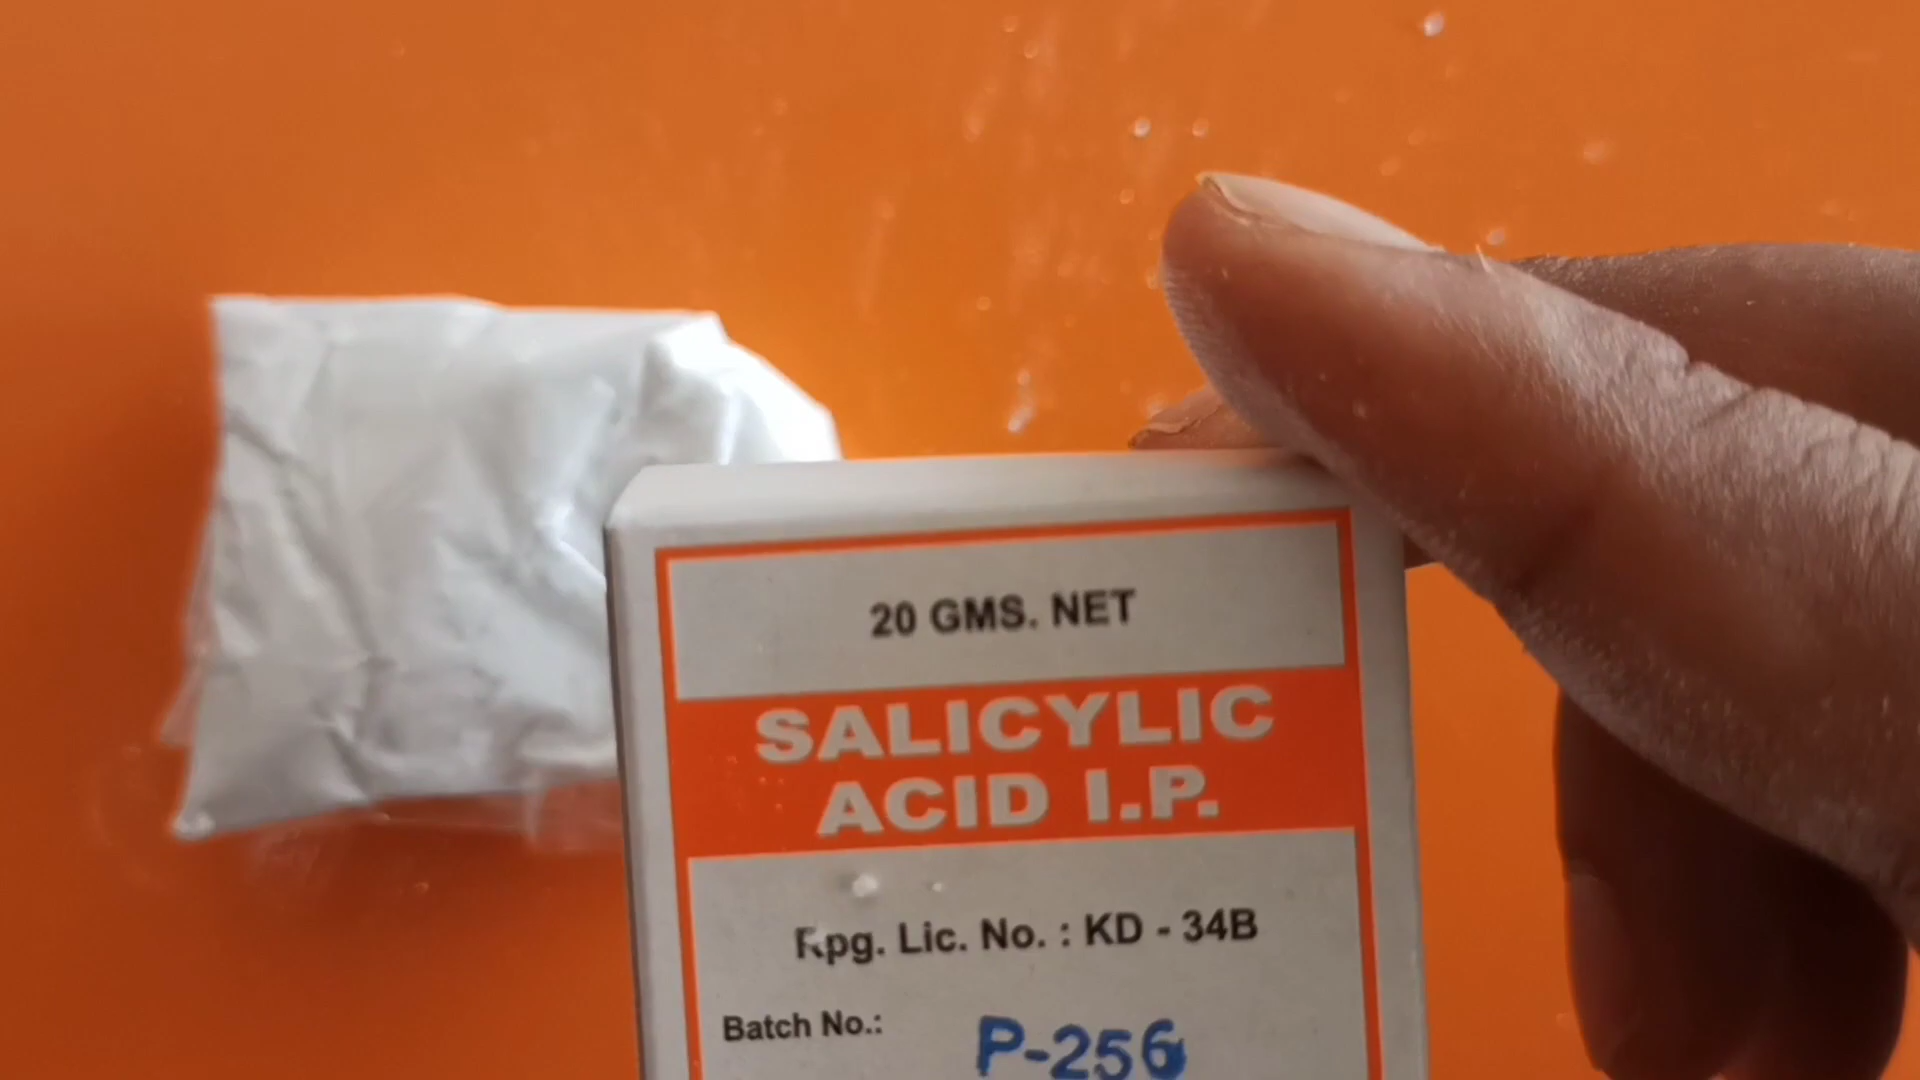 20 GMS. NET
SALICYLIC
ACID I.P.
Rpg. Lic. No. : KD - 34B
Batch No.: P-256